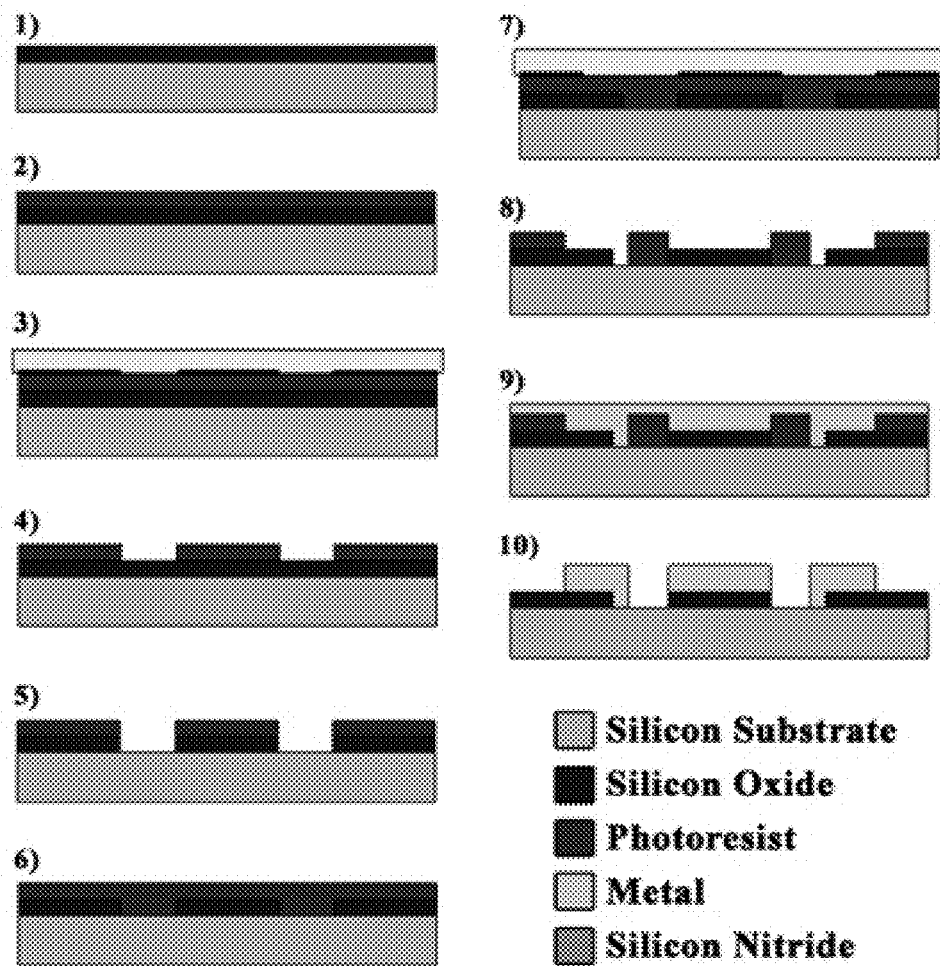 1)
2)
3)
4)
5)
6)
7)
8)
9)
10)
Silicon Substrate
Silicon Oxide
Photoresist
Metal
Silicon Nitride